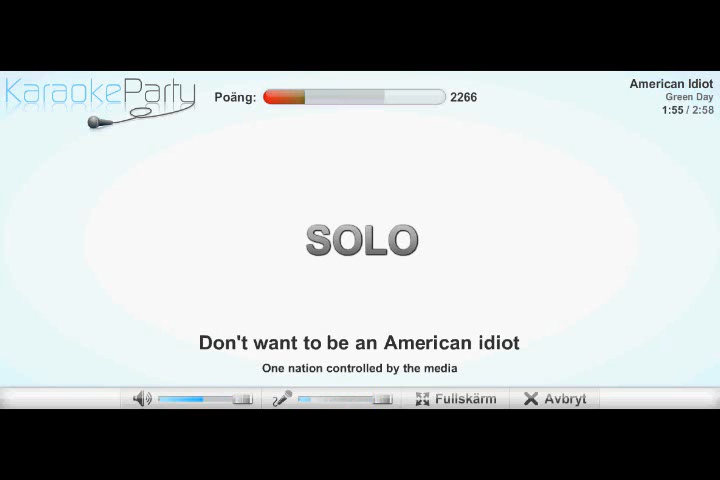 KaraokeParty
Poäng: 2266
American Idiot
Green Day
1:55 / 2:58
SOLO
Don't want to be an American idiot
One nation controlled by the media
Fullskärm
Avbryt